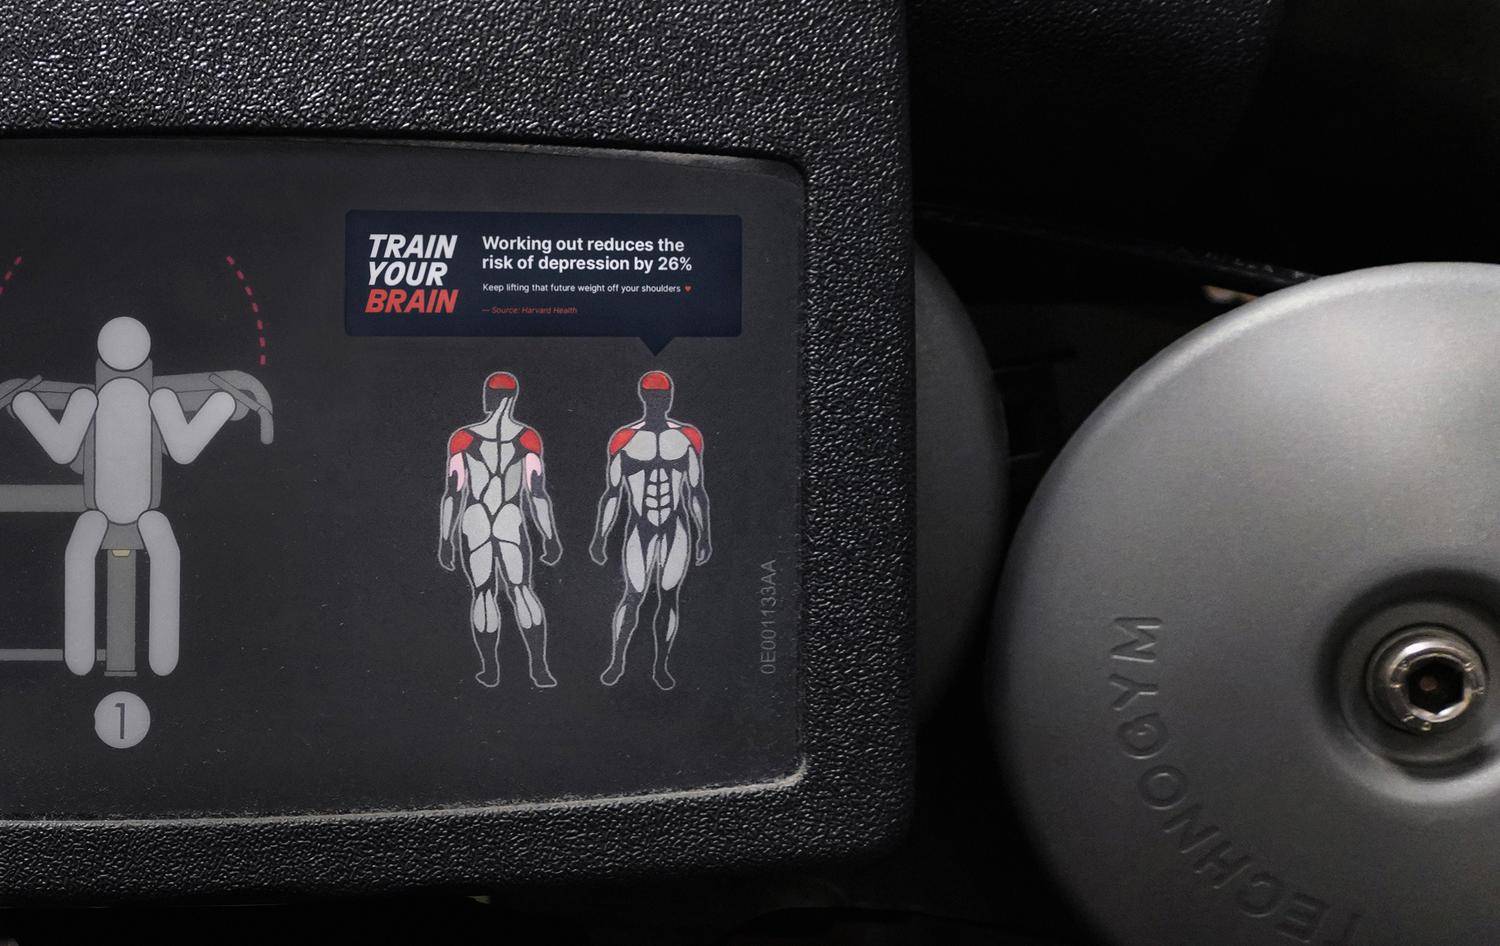 TRAIN
YOUR
BRAIN
Working out reduces the
risk of depression by 26%
Keep lifting that future weight off your shoulders ♥
— Source: Harvard Health
1
0E001133AA
TECHNOGYM